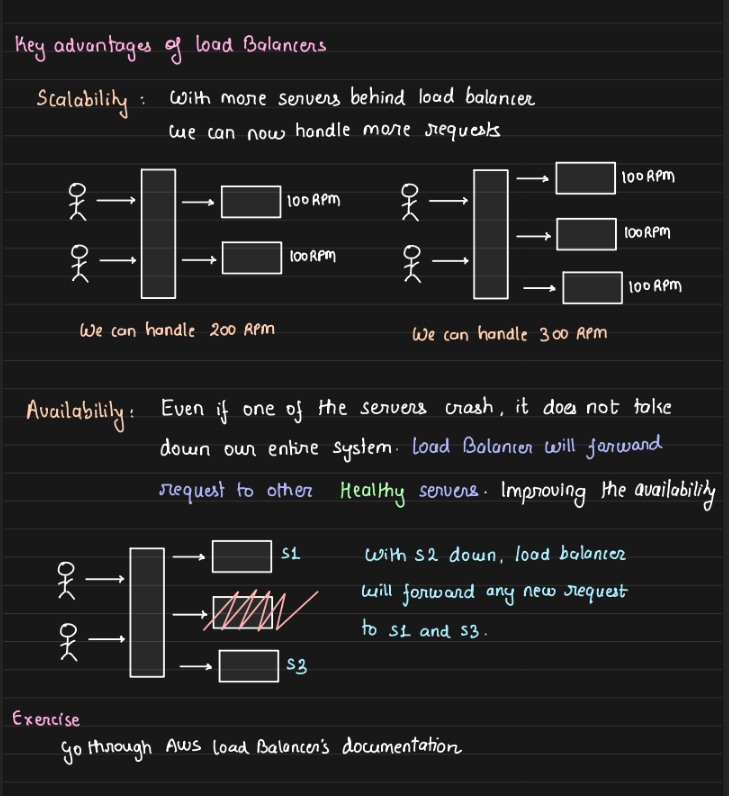 Key advantages of Load Balancers
Scalability : With more servers behind load balancer
we can now handle more requests
100 RPM
100 RPM
100 RPM
100 RPM
100 RPM
We can handle 200 RPM
We can handle 300 RPM
Availability : Even if one of the servers crash, it does not take
down our entire system. Load Balancer will forward
request to other Healthy servers. Improving the availability
S1
S3
With S2 down, load balancer
will forward any new request
to S1 and S3.
Exercise
Go through AWS Load Balancer's documentation